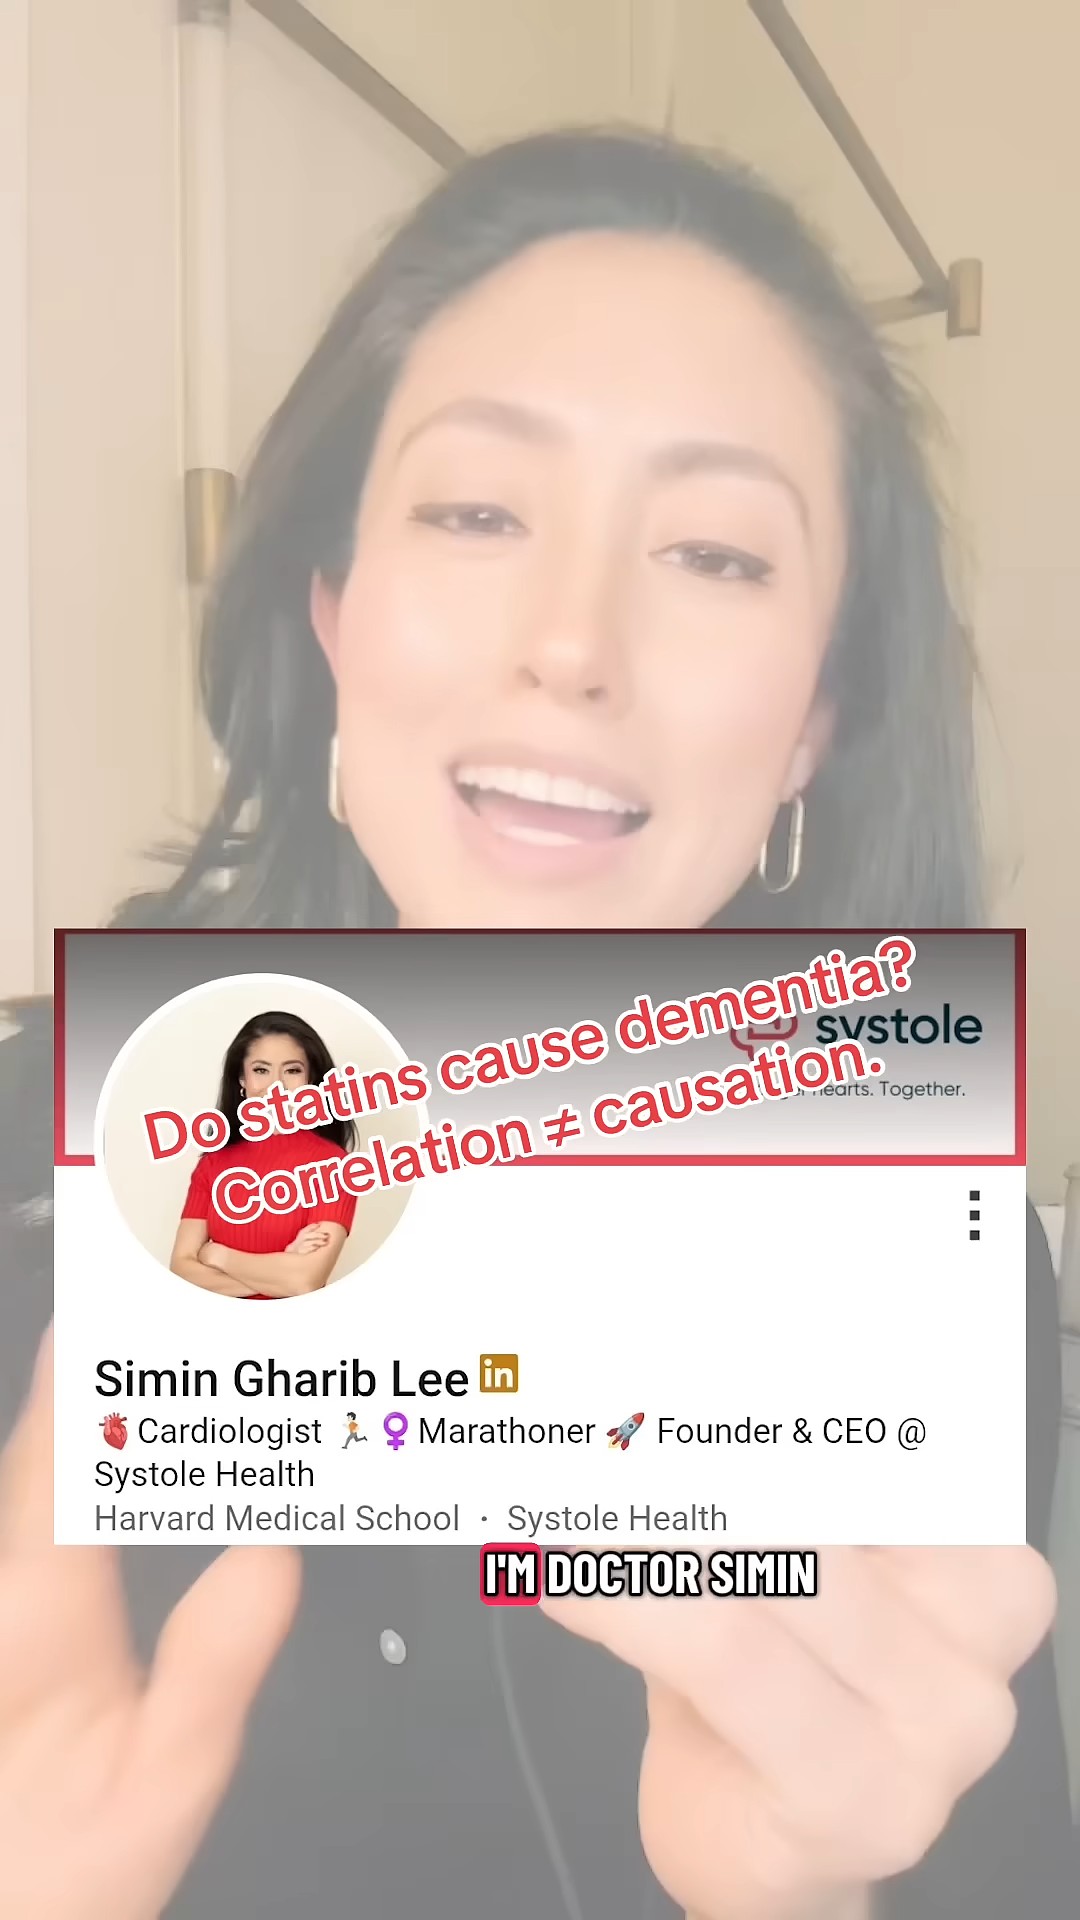 Do statins cause dementia?
Correlation ≠ causation.
systole
hearts. Together.
Simin Gharib Lee in
🫀Cardiologist 🏃🏻‍♀️Marathoner 🚀 Founder & CEO @
Systole Health
Harvard Medical School · Systole Health
I'M DOCTOR SIMIN